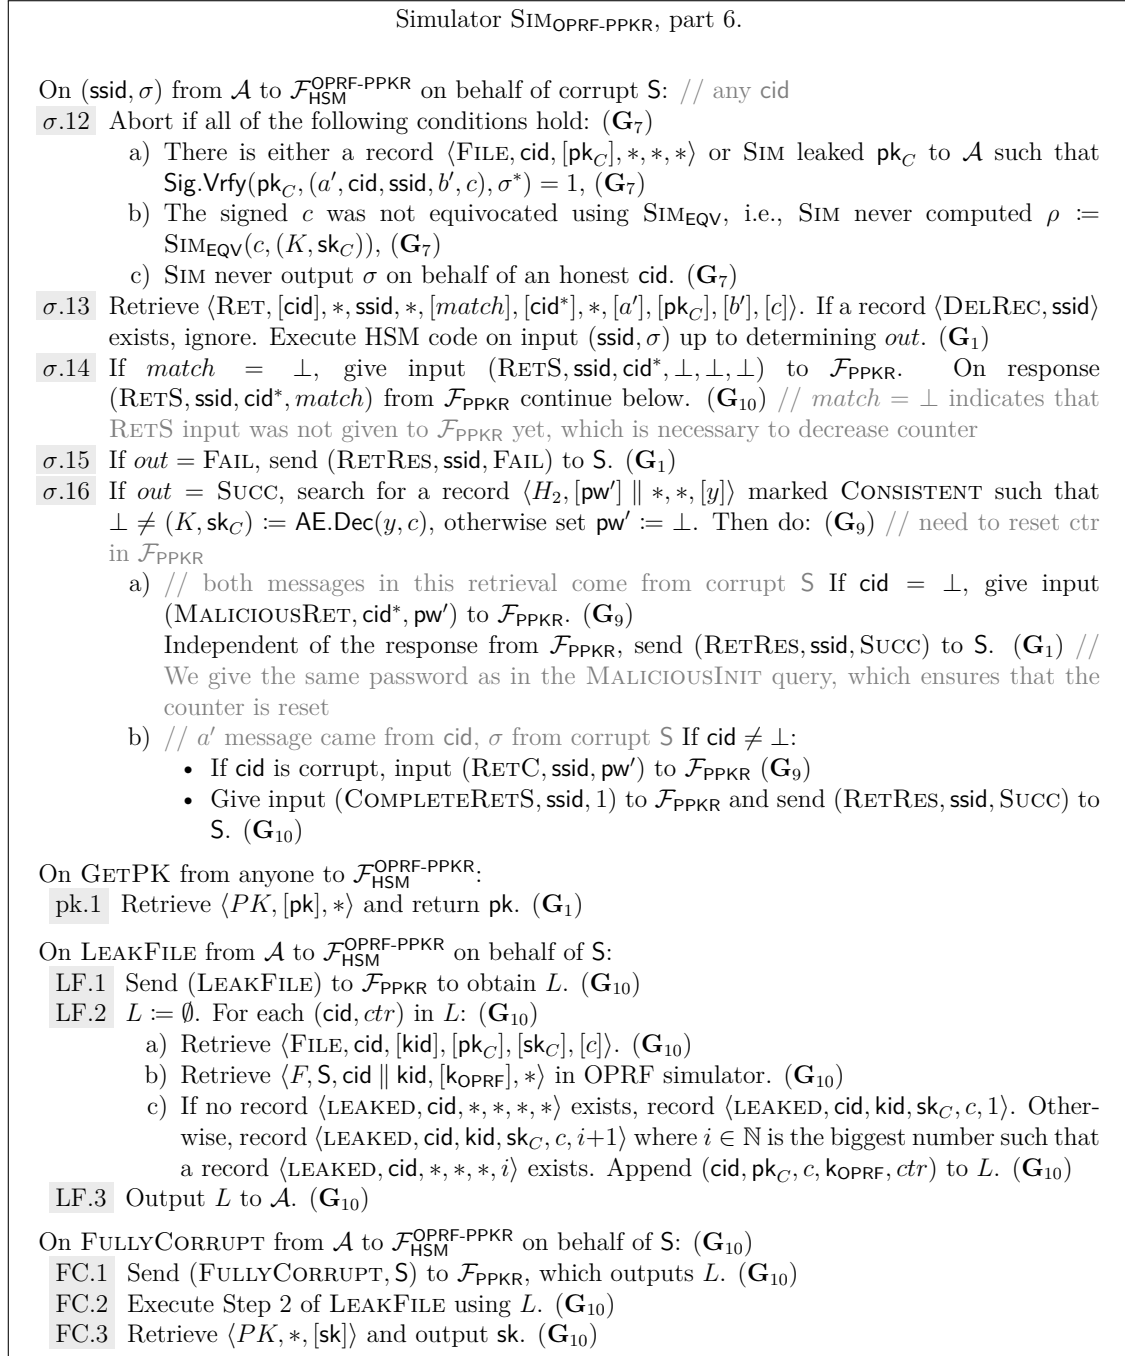 Simulator SIM_OPRF-PPKR, part 6.
On (ssid, σ) from 𝒜 to ℱ_HSM^OPRF-PPKR on behalf of corrupt S: // any cid
σ.12 Abort if all of the following conditions hold: (G₇)
a) There is either a record ⟨FILE, cid, [pk_C], ∗, ∗, ∗⟩ or SIM leaked pk_C to 𝒜 such that
Sig.Vrfy(pk_C, (a′, cid, ssid, b′, c), σ*) = 1, (G₇)
b) The signed c was not equivocated using SIM_EQV, i.e., SIM never computed ρ :=
SIM_EQV(c, (K, sk_C)), (G₇)
c) SIM never output σ on behalf of an honest cid. (G₇)
σ.13 Retrieve ⟨RET, [cid], ∗, ssid, ∗, [match], [cid*], ∗, [a′], [pk_C], [b′], [c]⟩. If a record ⟨DELREC, ssid⟩
exists, ignore. Execute HSM code on input (ssid, σ) up to determining out. (G₁)
σ.14 If match = ⊥, give input (RETS, ssid, cid*, ⊥, ⊥, ⊥) to ℱ_PPKR. On response
(RETS, ssid, cid*, match) from ℱ_PPKR continue below. (G₁₀) // match = ⊥ indicates that
RETS input was not given to ℱ_PPKR yet, which is necessary to decrease counter
σ.15 If out = FAIL, send (RETRES, ssid, FAIL) to S. (G₁)
σ.16 If out = SUCC, search for a record ⟨H₂, [pw′] ∥ ∗, ∗, [y]⟩ marked CONSISTENT such that
⊥ ≠ (K, sk_C) := AE.Dec(y, c), otherwise set pw′ := ⊥. Then do: (G₉) // need to reset ctr
in ℱ_PPKR
a) // both messages in this retrieval come from corrupt S If cid = ⊥, give input
(MALICIOUSRET, cid*, pw′) to ℱ_PPKR. (G₉)
Independent of the response from ℱ_PPKR, send (RETRES, ssid, SUCC) to S. (G₁) //
We give the same password as in the MALICIOUSINIT query, which ensures that the
counter is reset
b) // a′ message came from cid, σ from corrupt S If cid ≠ ⊥:
• If cid is corrupt, input (RETC, ssid, pw′) to ℱ_PPKR (G₉)
• Give input (COMPLETERETS, ssid, 1) to ℱ_PPKR and send (RETRES, ssid, SUCC) to
S. (G₁₀)
On GETPK from anyone to ℱ_HSM^OPRF-PPKR:
pk.1 Retrieve ⟨PK, [pk], ∗⟩ and return pk. (G₁)
On LEAKFILE from 𝒜 to ℱ_HSM^OPRF-PPKR on behalf of S:
LF.1 Send (LEAKFILE) to ℱ_PPKR to obtain L. (G₁₀)
LF.2 L := ∅. For each (cid, ctr) in L: (G₁₀)
a) Retrieve ⟨FILE, cid, [kid], [pk_C], [sk_C], [c]⟩. (G₁₀)
b) Retrieve ⟨F, S, cid ∥ kid, [k_OPRF], ∗⟩ in OPRF simulator. (G₁₀)
c) If no record ⟨LEAKED, cid, ∗, ∗, ∗, ∗⟩ exists, record ⟨LEAKED, cid, kid, sk_C, c, 1⟩. Other-
wise, record ⟨LEAKED, cid, kid, sk_C, c, i+1⟩ where i ∈ ℕ is the biggest number such that
a record ⟨LEAKED, cid, ∗, ∗, ∗, i⟩ exists. Append (cid, pk_C, c, k_OPRF, ctr) to L. (G₁₀)
LF.3 Output L to 𝒜. (G₁₀)
On FULLYCORRUPT from 𝒜 to ℱ_HSM^OPRF-PPKR on behalf of S: (G₁₀)
FC.1 Send (FULLYCORRUPT, S) to ℱ_PPKR, which outputs L. (G₁₀)
FC.2 Execute Step 2 of LEAKFILE using L. (G₁₀)
FC.3 Retrieve ⟨PK, ∗, [sk]⟩ and output sk. (G₁₀)